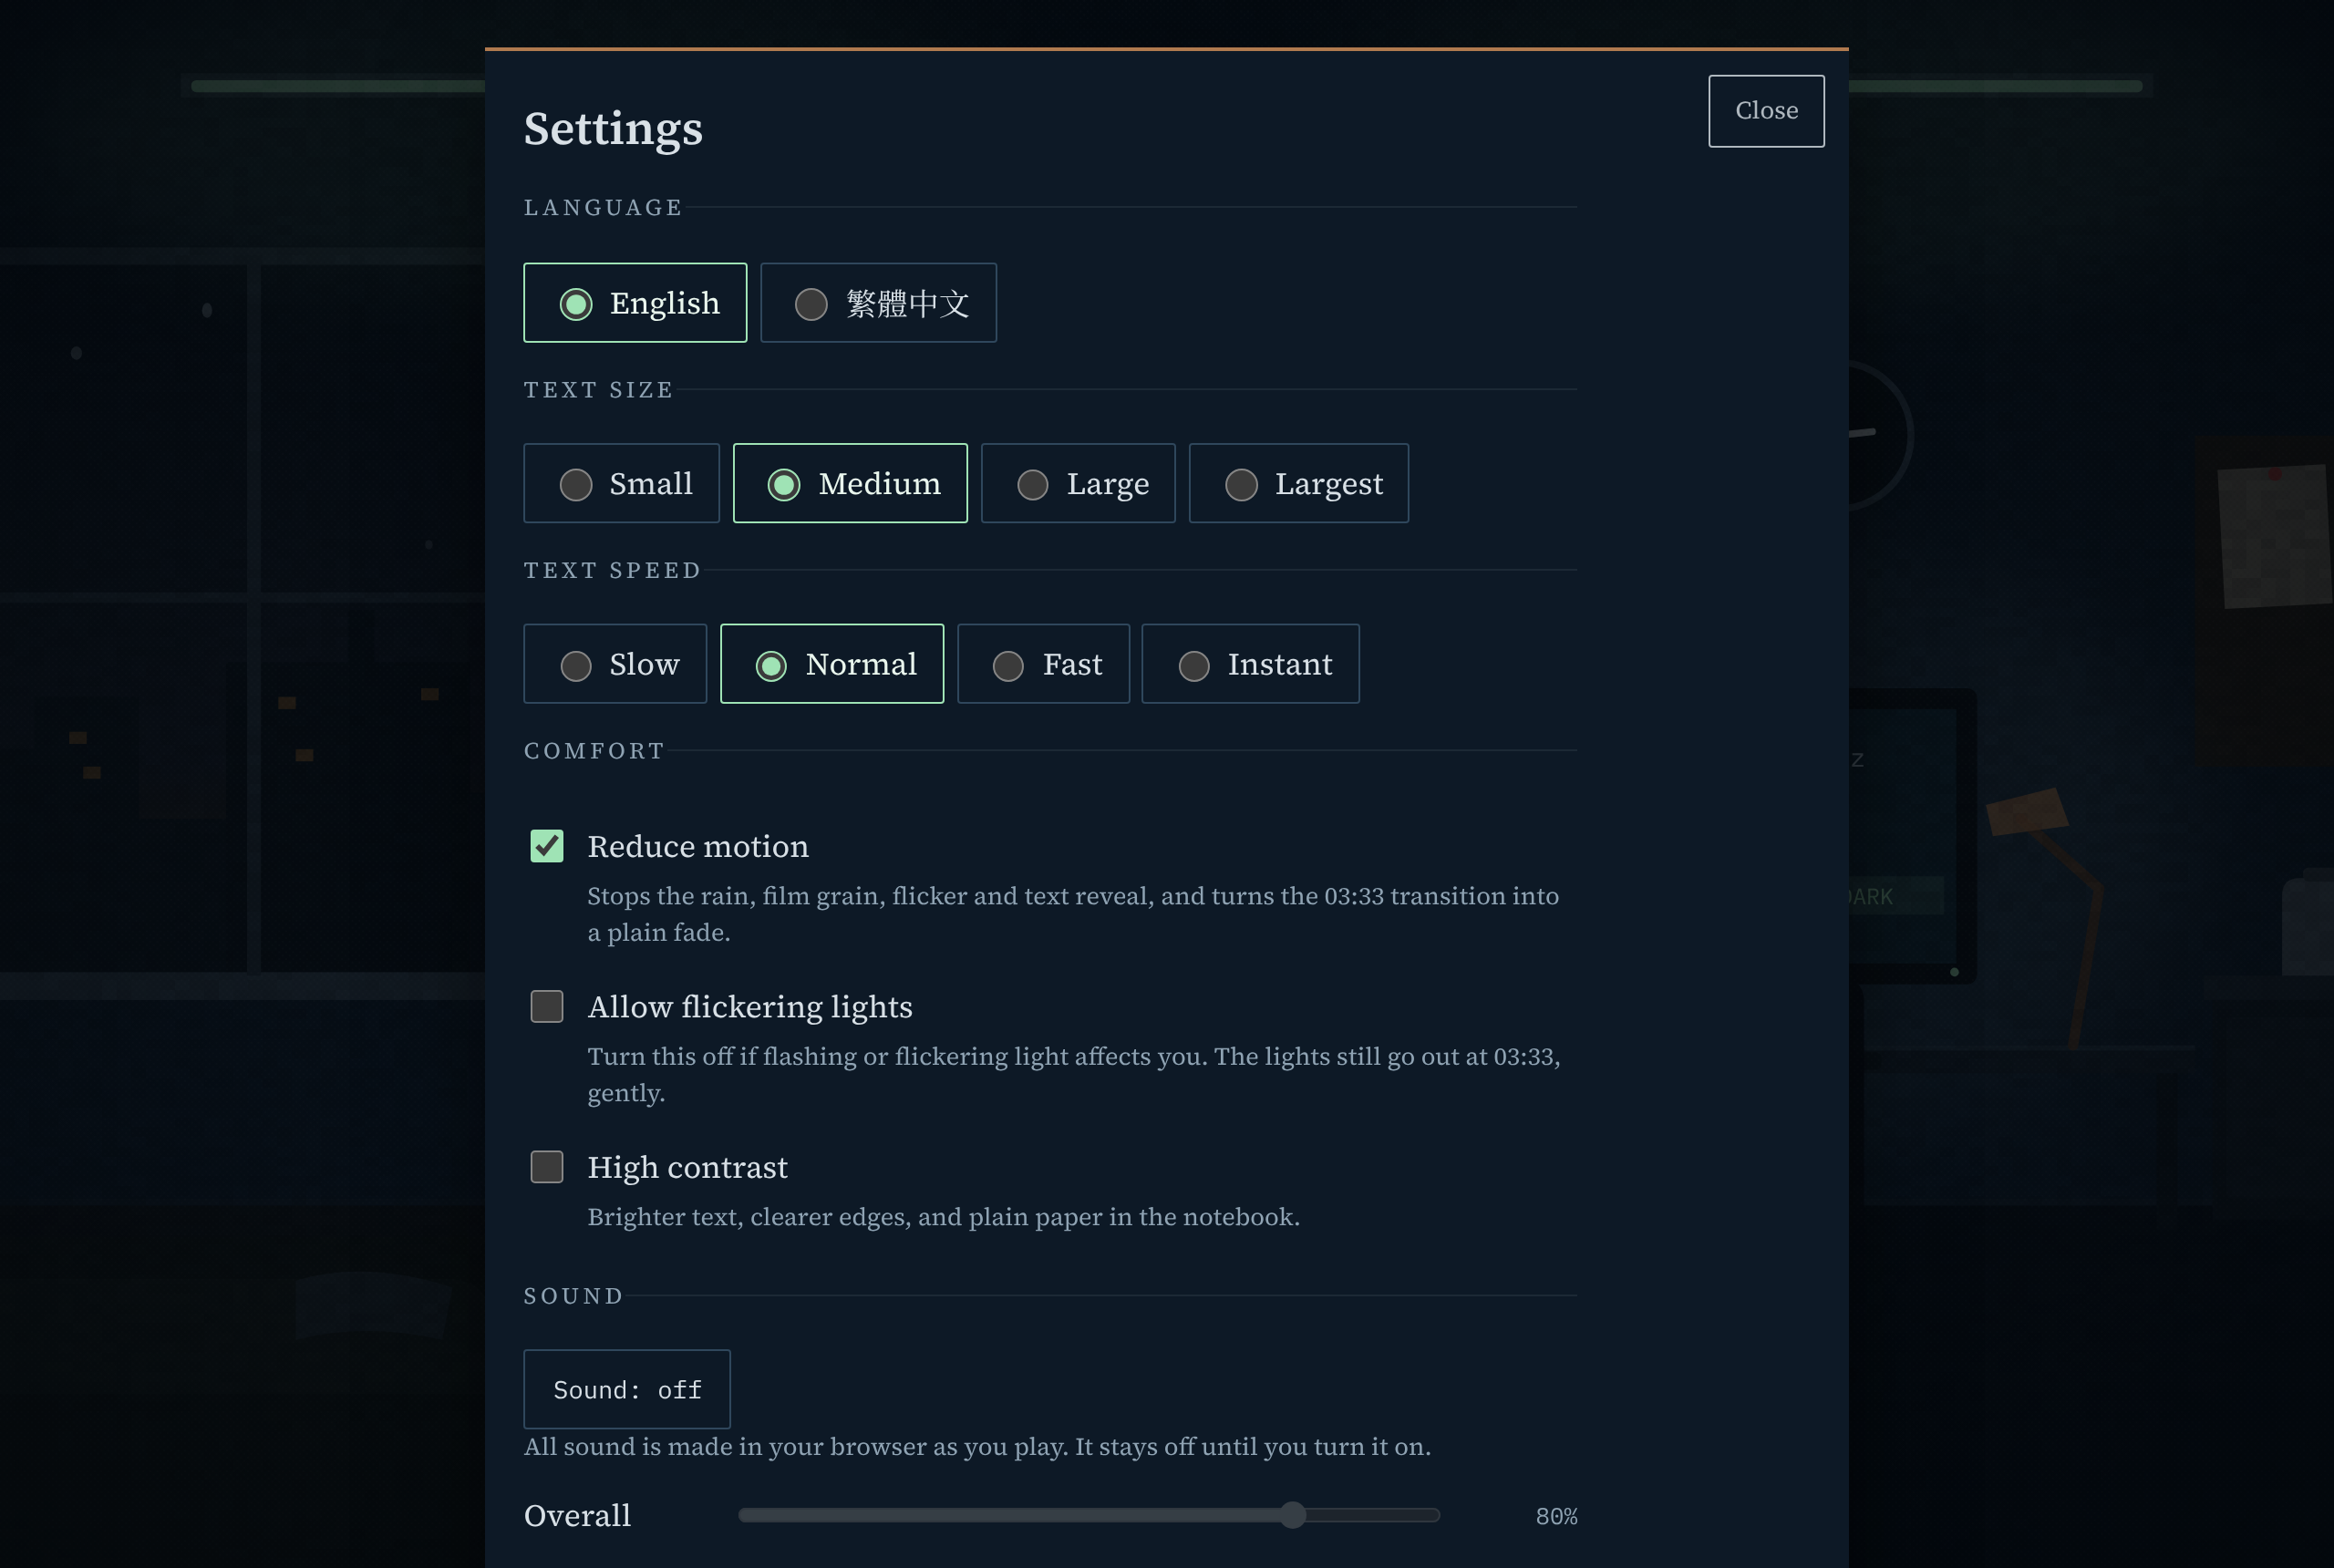 Settings
Close
LANGUAGE
English
繁體中文
TEXT SIZE
Small
Medium
Large
Largest
TEXT SPEED
Slow
Normal
Fast
Instant
COMFORT
Reduce motion
Stops the rain, film grain, flicker and text reveal, and turns the 03:33 transition into
a plain fade.
Allow flickering lights
Turn this off if flashing or flickering light affects you. The lights still go out at 03:33,
gently.
High contrast
Brighter text, clearer edges, and plain paper in the notebook.
SOUND
Sound: off
All sound is made in your browser as you play. It stays off until you turn it on.
Overall
80%